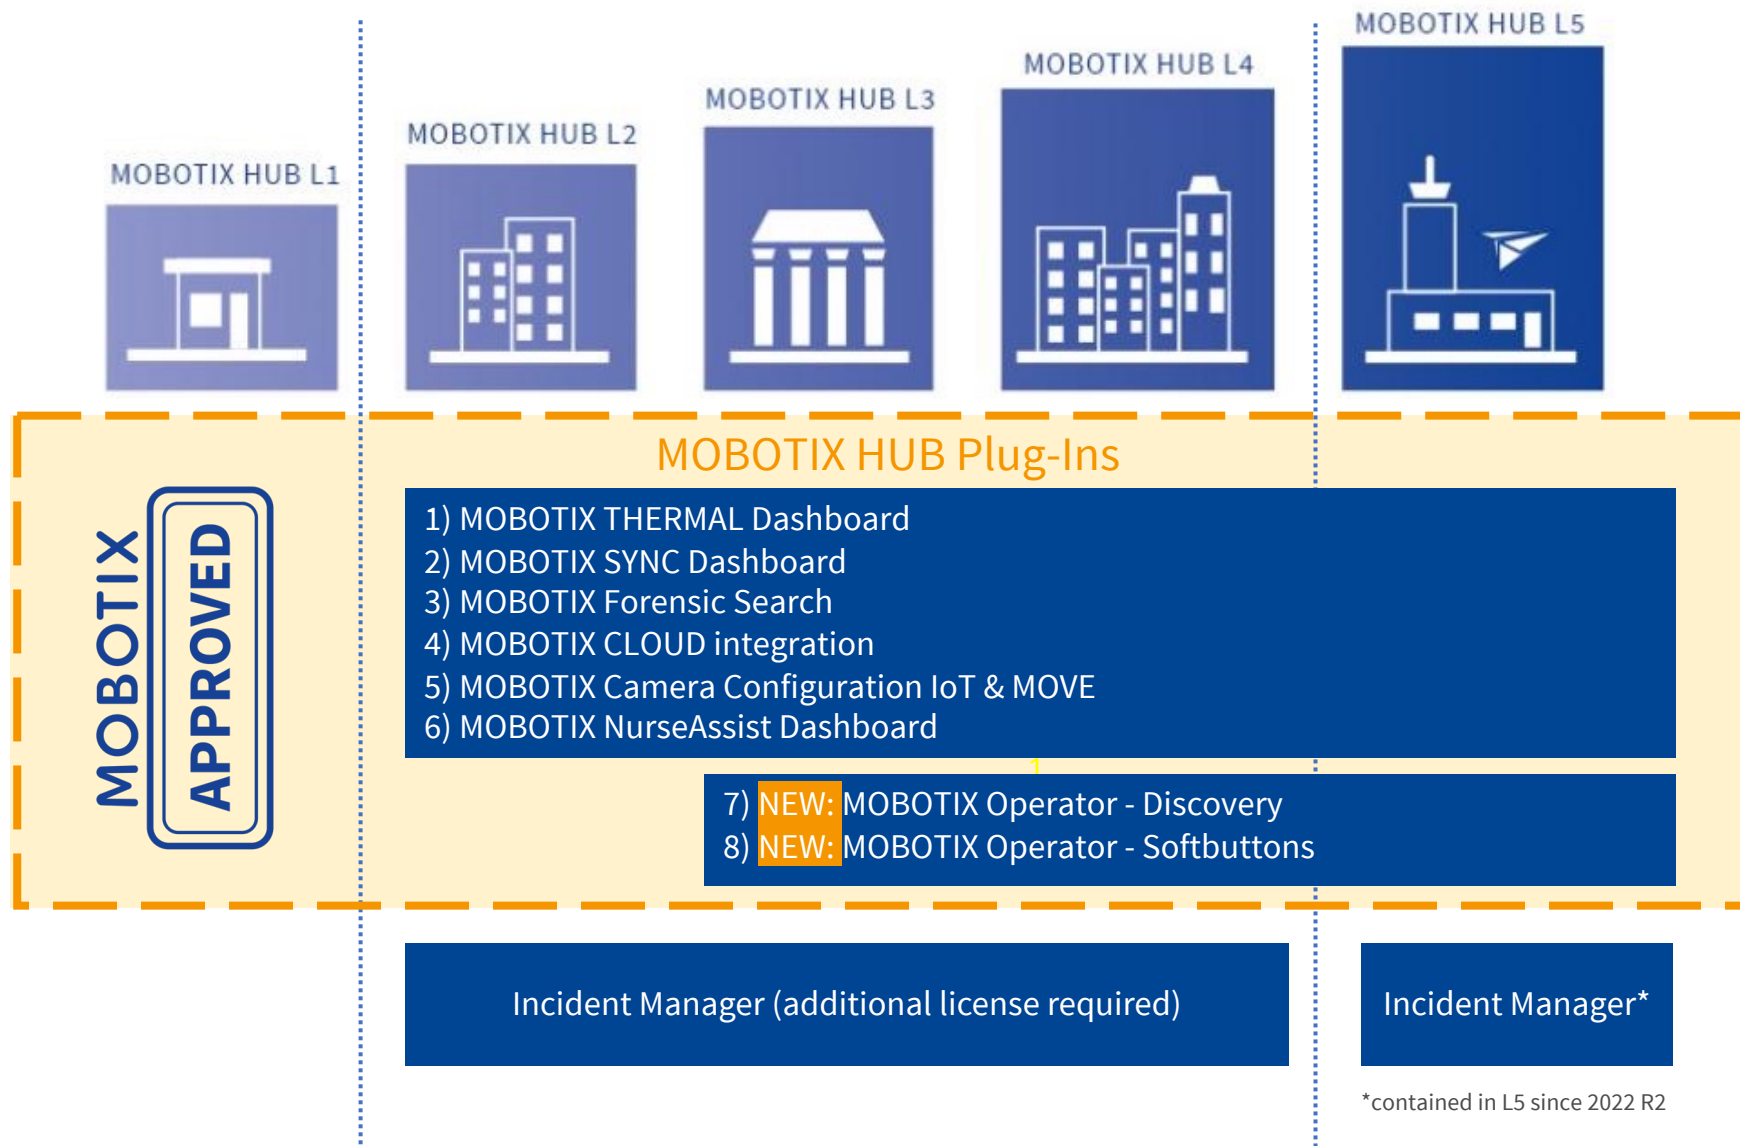 MOBOTIX HUB L1
MOBOTIX HUB L2
MOBOTIX HUB L3
MOBOTIX HUB L4
MOBOTIX HUB L5
MOBOTIX HUB Plug-Ins
MOBOTIX
APPROVED
1) MOBOTIX THERMAL Dashboard
2) MOBOTIX SYNC Dashboard
3) MOBOTIX Forensic Search
4) MOBOTIX CLOUD integration
5) MOBOTIX Camera Configuration IoT & MOVE
6) MOBOTIX NurseAssist Dashboard
1
7) NEW: MOBOTIX Operator - Discovery
8) NEW: MOBOTIX Operator - Softbuttons
Incident Manager (additional license required)
Incident Manager*
*contained in L5 since 2022 R2